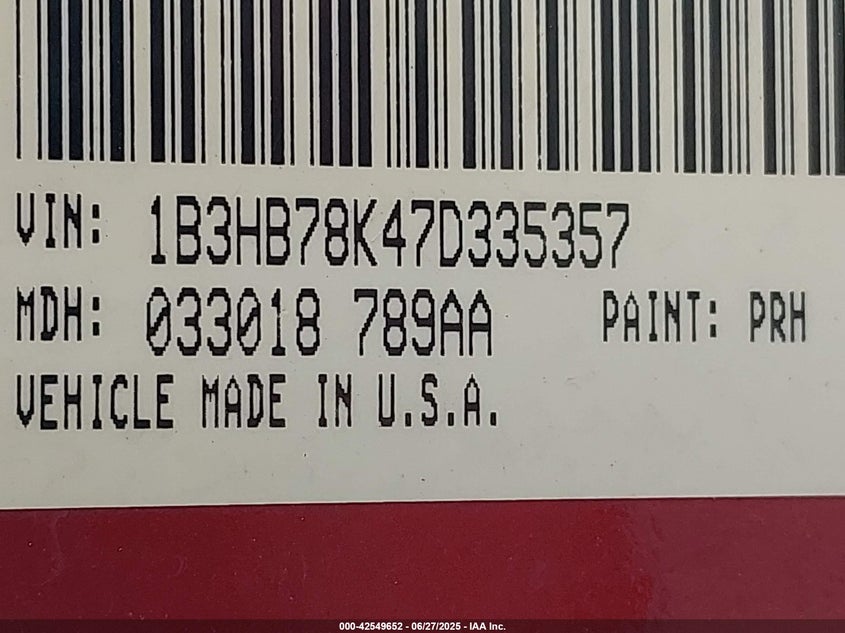 VIN: 1B3HB78K47D335357
MDH: 033018 789AA PAINT: PRH
VEHICLE MADE IN U.S.A.
000-42549652 - 06/27/2025 - IAA Inc.